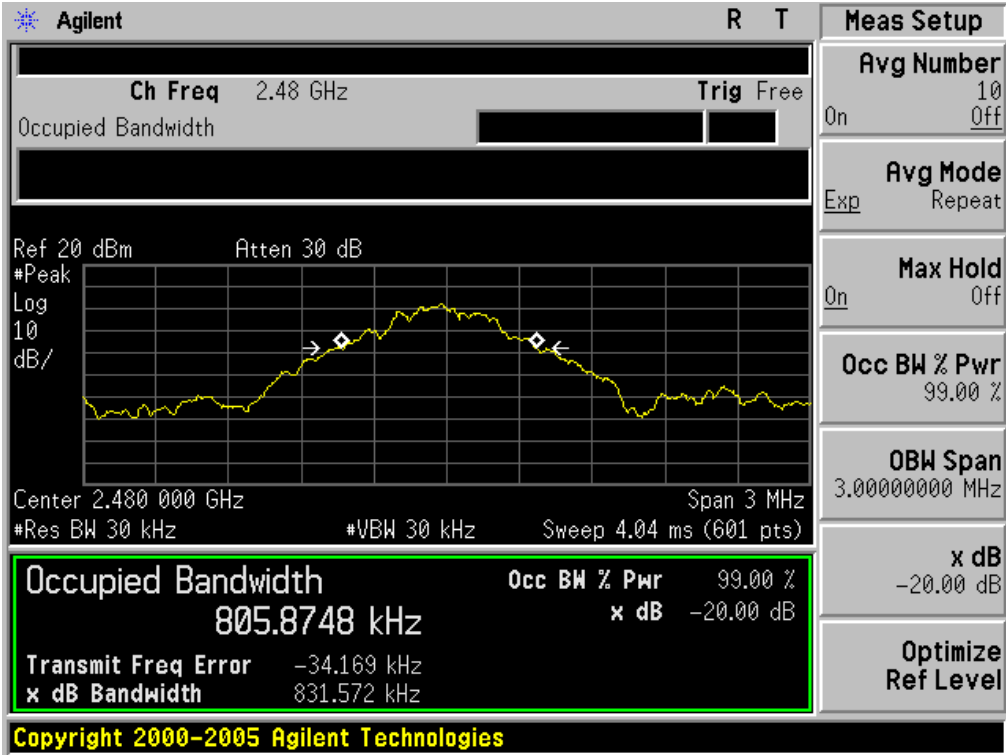 Agilent R T
Ch Freq 2.48 GHz Trig Free
Occupied Bandwidth
Ref 20 dBm Atten 30 dB
#Peak
Log
10
dB/
Center 2.480 000 GHz Span 3 MHz
#Res BW 30 kHz #VBW 30 kHz Sweep 4.04 ms (601 pts)
Occupied Bandwidth Occ BW % Pwr 99.00 %
805.8748 kHz x dB -20.00 dB
Transmit Freq Error -34.169 kHz
x dB Bandwidth 831.572 kHz
Copyright 2000-2005 Agilent Technologies
Meas Setup
Avg Number
10
On Off
Avg Mode
Exp Repeat
Max Hold
On Off
Occ BW % Pwr
99.00 %
OBW Span
3.00000000 MHz
x dB
-20.00 dB
Optimize
Ref Level